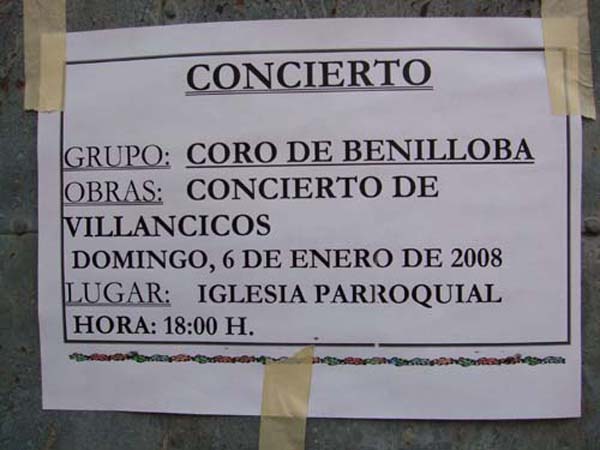 CONCIERTO
GRUPO: CORO DE BENILLOBA
OBRAS: CONCIERTO DE
VILLANCICOS
DOMINGO, 6 DE ENERO DE 2008
LUGAR: IGLESIA PARROQUIAL
HORA: 18:00 H.